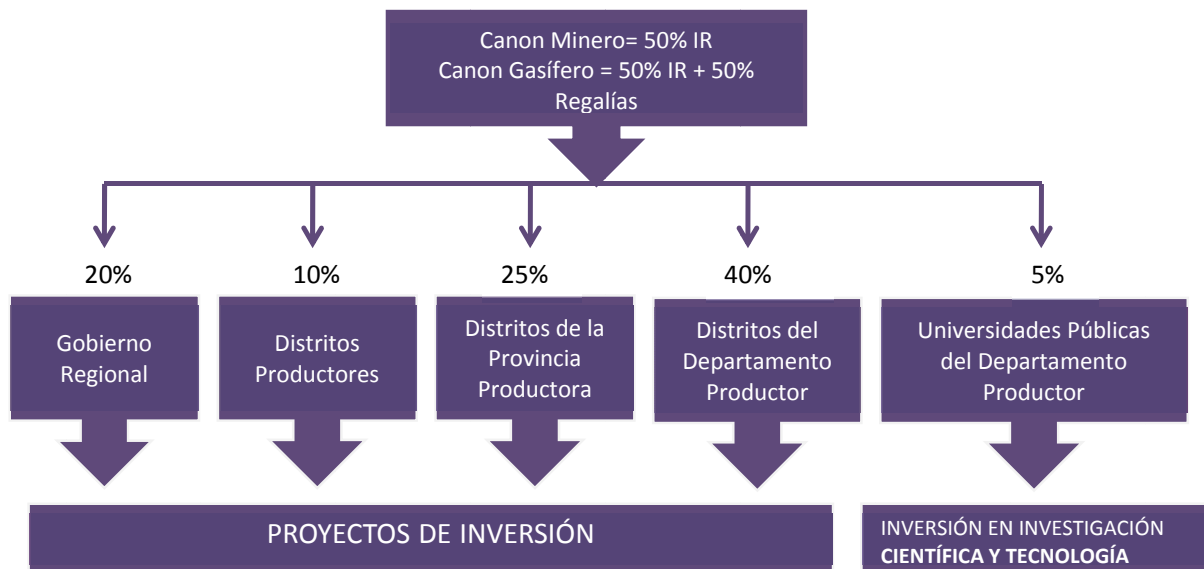 Canon Minero= 50% IR
Canon Gasífero = 50% IR + 50%
Regalías
20%
10%
25%
40%
5%
Gobierno
Regional
Distritos
Productores
Distritos de la
Provincia
Productora
Distritos del
Departamento
Productor
Universidades Públicas
del Departamento
Productor
PROYECTOS DE INVERSIÓN
INVERSIÓN EN INVESTIGACIÓN
CIENTÍFICA Y TECNOLOGÍA